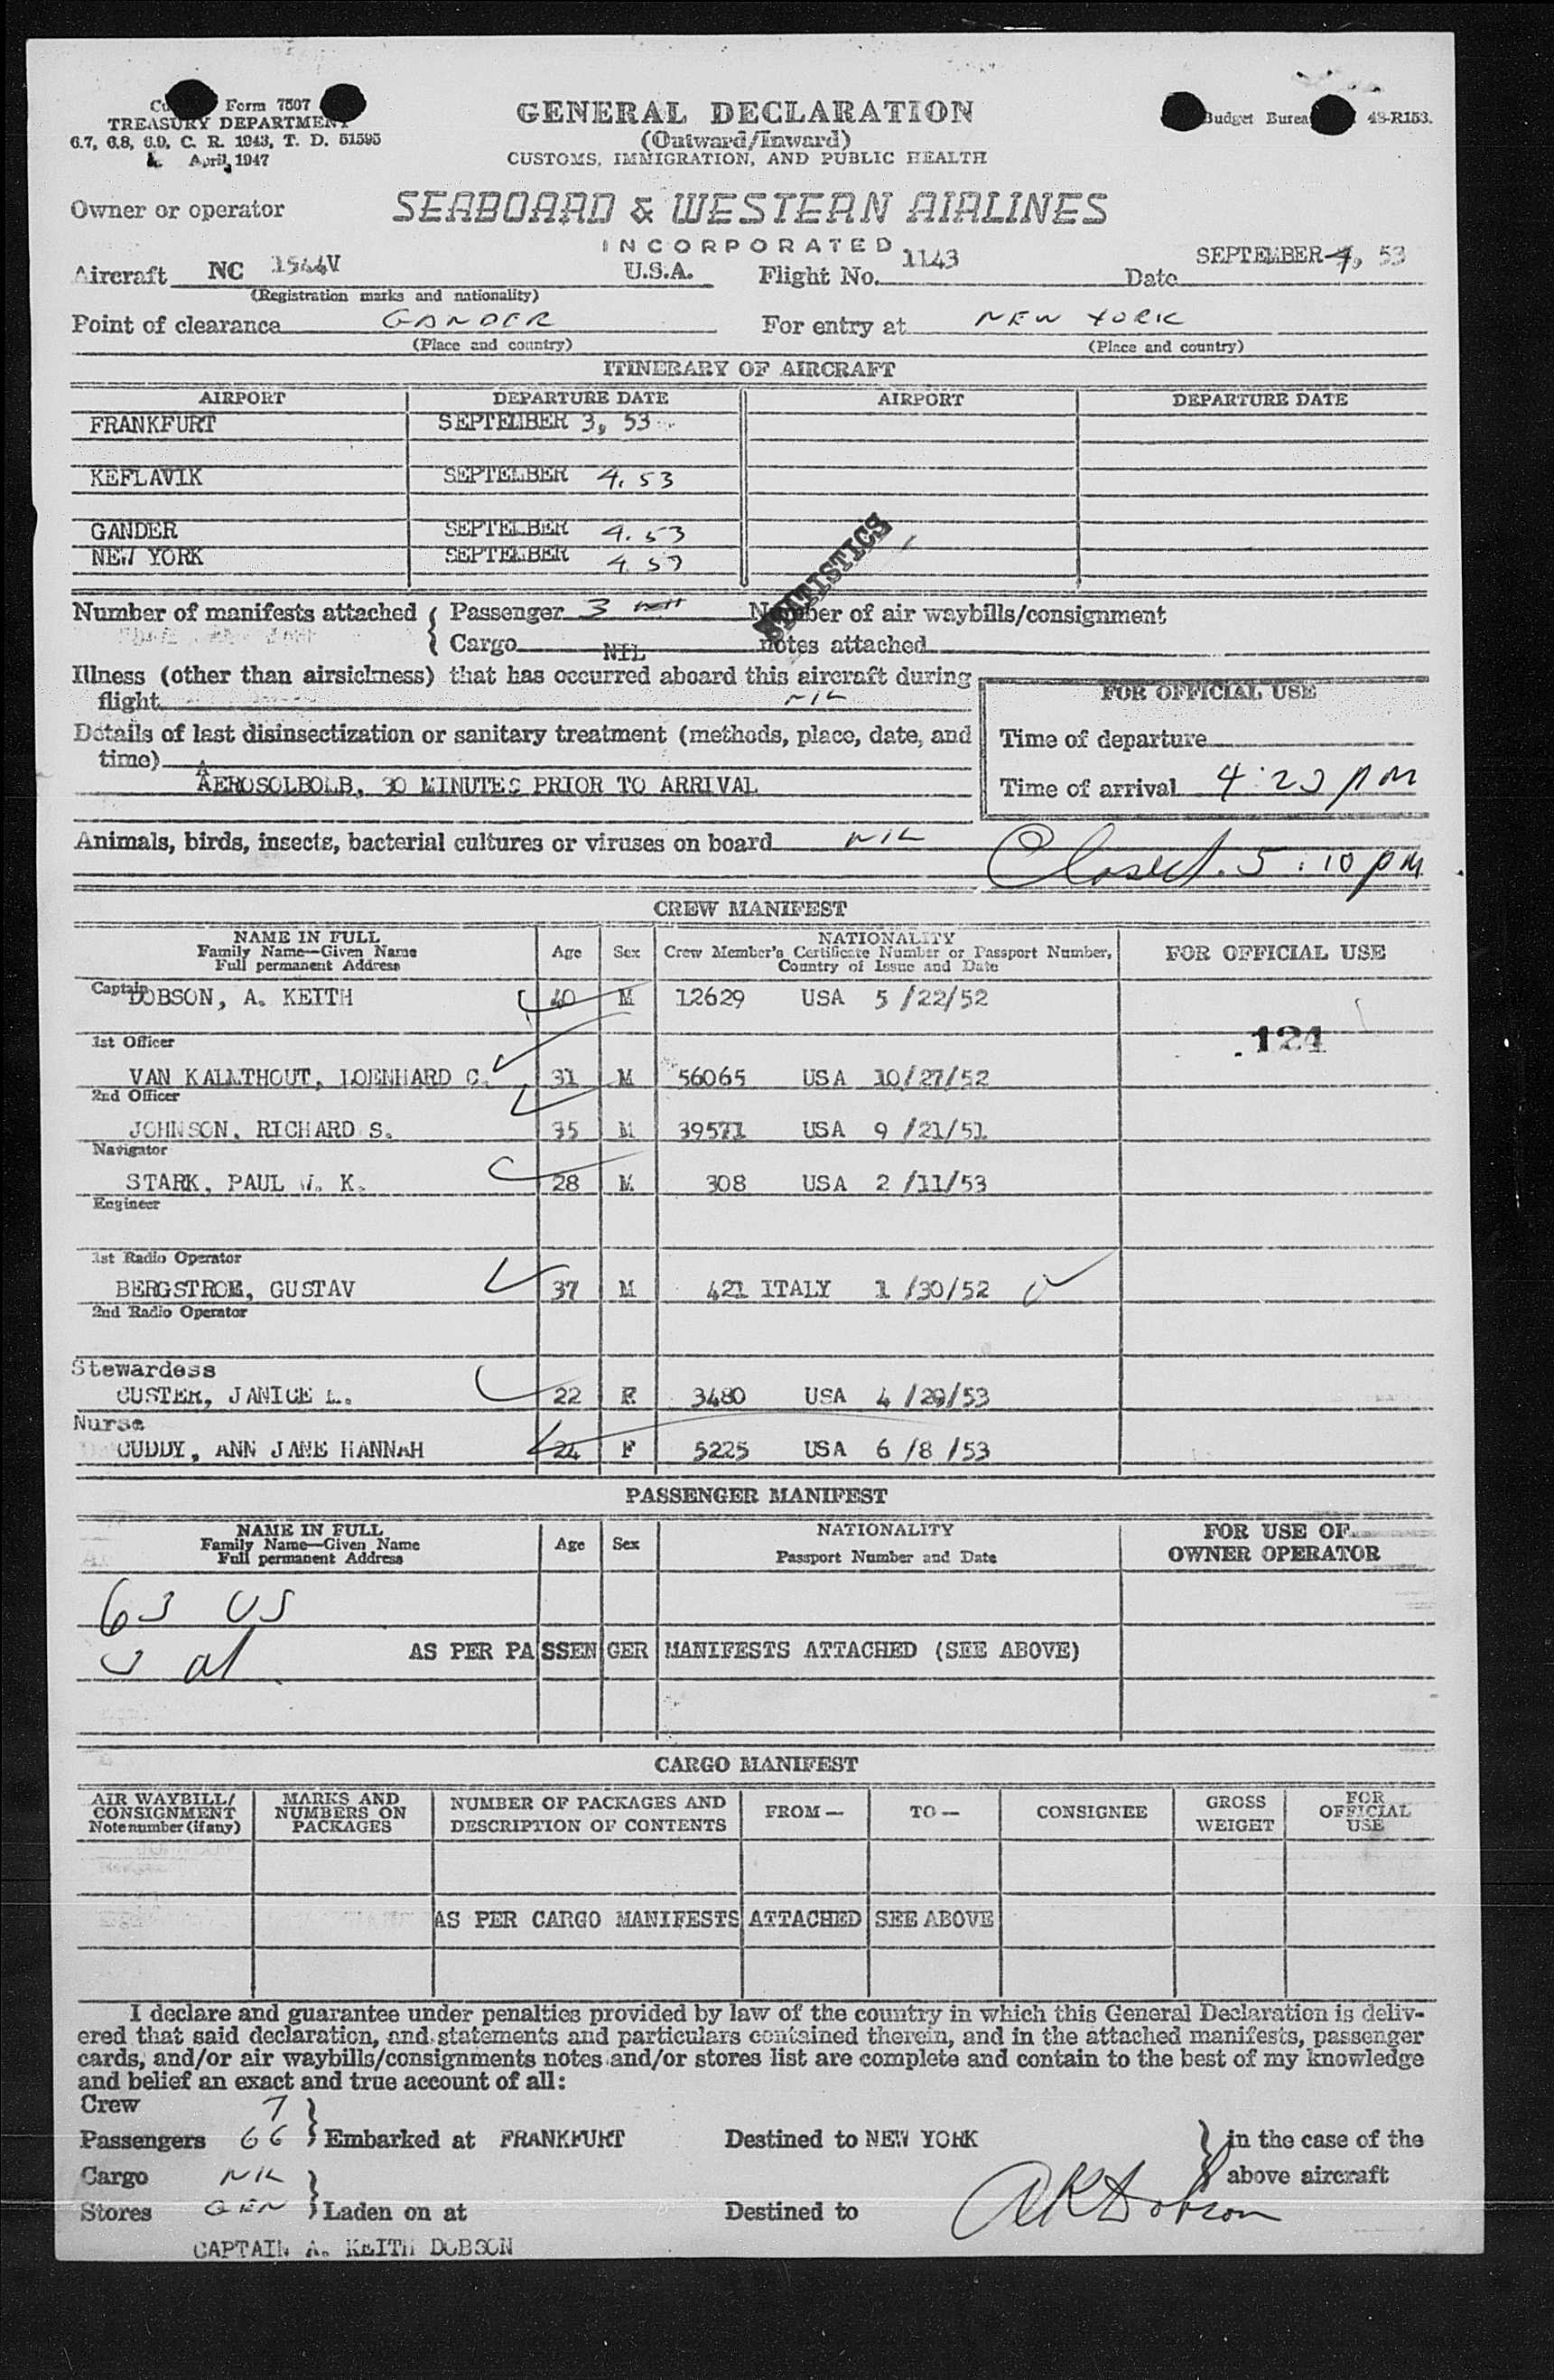 Form 7507
TREASURY DEPARTMENT
6.7, 6.8, 6.9, C. R. 1943, T. D. 51595
April, 1947
GENERAL DECLARATION
(Outward/Inward)
CUSTOMS, IMMIGRATION, AND PUBLIC HEALTH
Budget 48-R153.
Owner or operator SEABOARD & WESTERN AIRLINES
INCORPORATED
Aircraft NC 1544V U.S.A. Flight No. 1143 Date SEPTEMBER 4, 53
(Registration marks and nationality)
Point of clearance GANDER For entry at NEW YORK
(Place and country) (Place and country)
ITINERARY OF AIRCRAFT
AIRPORT DEPARTURE DATE AIRPORT DEPARTURE DATE
FRANKFURT SEPTEMBER 3, 53
KEFLAVIK SEPTEMBER 4. 53
GANDER SEPTEMBER 4. 53
NEW YORK SEPTEMBER 4. 53
STATISTICS
Number of manifests attached { Passenger 3 Number of air waybills/consignment
Cargo NIL notes attached
Illness (other than airsickness) that has occurred aboard this aircraft during
flight NIL
FOR OFFICIAL USE
Details of last disinsectization or sanitary treatment (methods, place, date, and
time)
AEROSOLBOMB, 30 MINUTES PRIOR TO ARRIVAL
Time of departure
Time of arrival 4:23 PM
Animals, birds, insects, bacterial cultures or viruses on board NIL
Closed. 5:10 PM
CREW MANIFEST
NAME IN FULL
Family Name—Given Name
Full permanent Address
Age Sex
NATIONALITY
Crew Member's Certificate Number or Passport Number,
Country of Issue and Date
FOR OFFICIAL USE
Captain
DOBSON, A. KEITH 40 M 12629 USA 5 /22/52
.124
1st Officer
VAN KALMTHOUT, LOENHARD C. 31 M 56065 USA 10/27/52
2nd Officer
JOHNSON, RICHARD S. 35 M 39571 USA 9 /21/51
Navigator
STARK, PAUL W. K. 28 M 308 USA 2 /11/53
Engineer
1st Radio Operator
BERGSTROM, GUSTAV 37 M 421 ITALY 1 /30/52
2nd Radio Operator
Stewardess
CUSTER, JANICE L. 22 F 3480 USA 4 /29/53
Nurse
CUDDY, ANN JANE HANNAH 24 F 5225 USA 6 /8 /53
PASSENGER MANIFEST
NAME IN FULL
Family Name—Given Name
Full permanent Address
Age Sex
NATIONALITY
Passport Number and Date
FOR USE OF
OWNER OPERATOR
63 US
3 al
AS PER PASSENGER MANIFESTS ATTACHED (SEE ABOVE)
CARGO MANIFEST
AIR WAYBILL/
CONSIGNMENT
Note number (if any)
MARKS AND
NUMBERS ON
PACKAGES
NUMBER OF PACKAGES AND
DESCRIPTION OF CONTENTS
FROM— TO— CONSIGNEE
GROSS
WEIGHT
FOR
OFFICIAL
USE
AS PER CARGO MANIFESTS ATTACHED SEE ABOVE
I declare and guarantee under penalties provided by law of the country in which this General Declaration is deliv-
ered that said declaration, and statements and particulars contained therein, and in the attached manifests, passenger
cards, and/or air waybills/consignments notes and/or stores list are complete and contain to the best of my knowledge
and belief an exact and true account of all:
Crew 7
Passengers 66 } Embarked at FRANKFURT Destined to NEW YORK } in the case of the
Cargo NIL above aircraft
Stores GEN } Laden on at Destined to AKDobson
CAPTAIN A. KEITH DOBSON